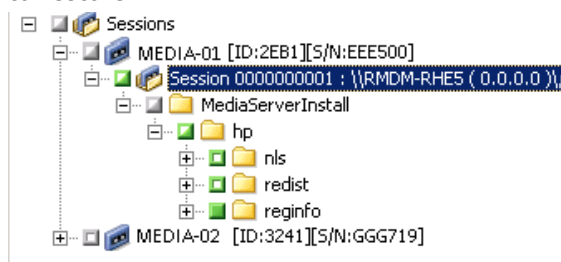 Sessions
MEDIA-01 [ID:2EB1][S/N:EEE500]
Session 0000000001 : \\RMDM-RHE5 ( 0.0.0.0 )\
MediaServerInstall
hp
nls
redist
reginfo
MEDIA-02 [ID:3241][S/N:GGG719]